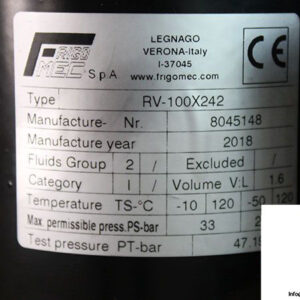 FRIGO
MEC S.p.A.
LEGNAGO
VERONA-Italy
I-37045
www.frigomec.com
CE
Type RV-100X242
Manufacture- Nr. 8045148
Manufacture year 2018
Fluids Group 2 / Excluded /
Category I / Volume V:L 1.6
Temperature TS-°C -10 120 -50 120
Max. permissible press.PS-bar 33
Test pressure PT-bar